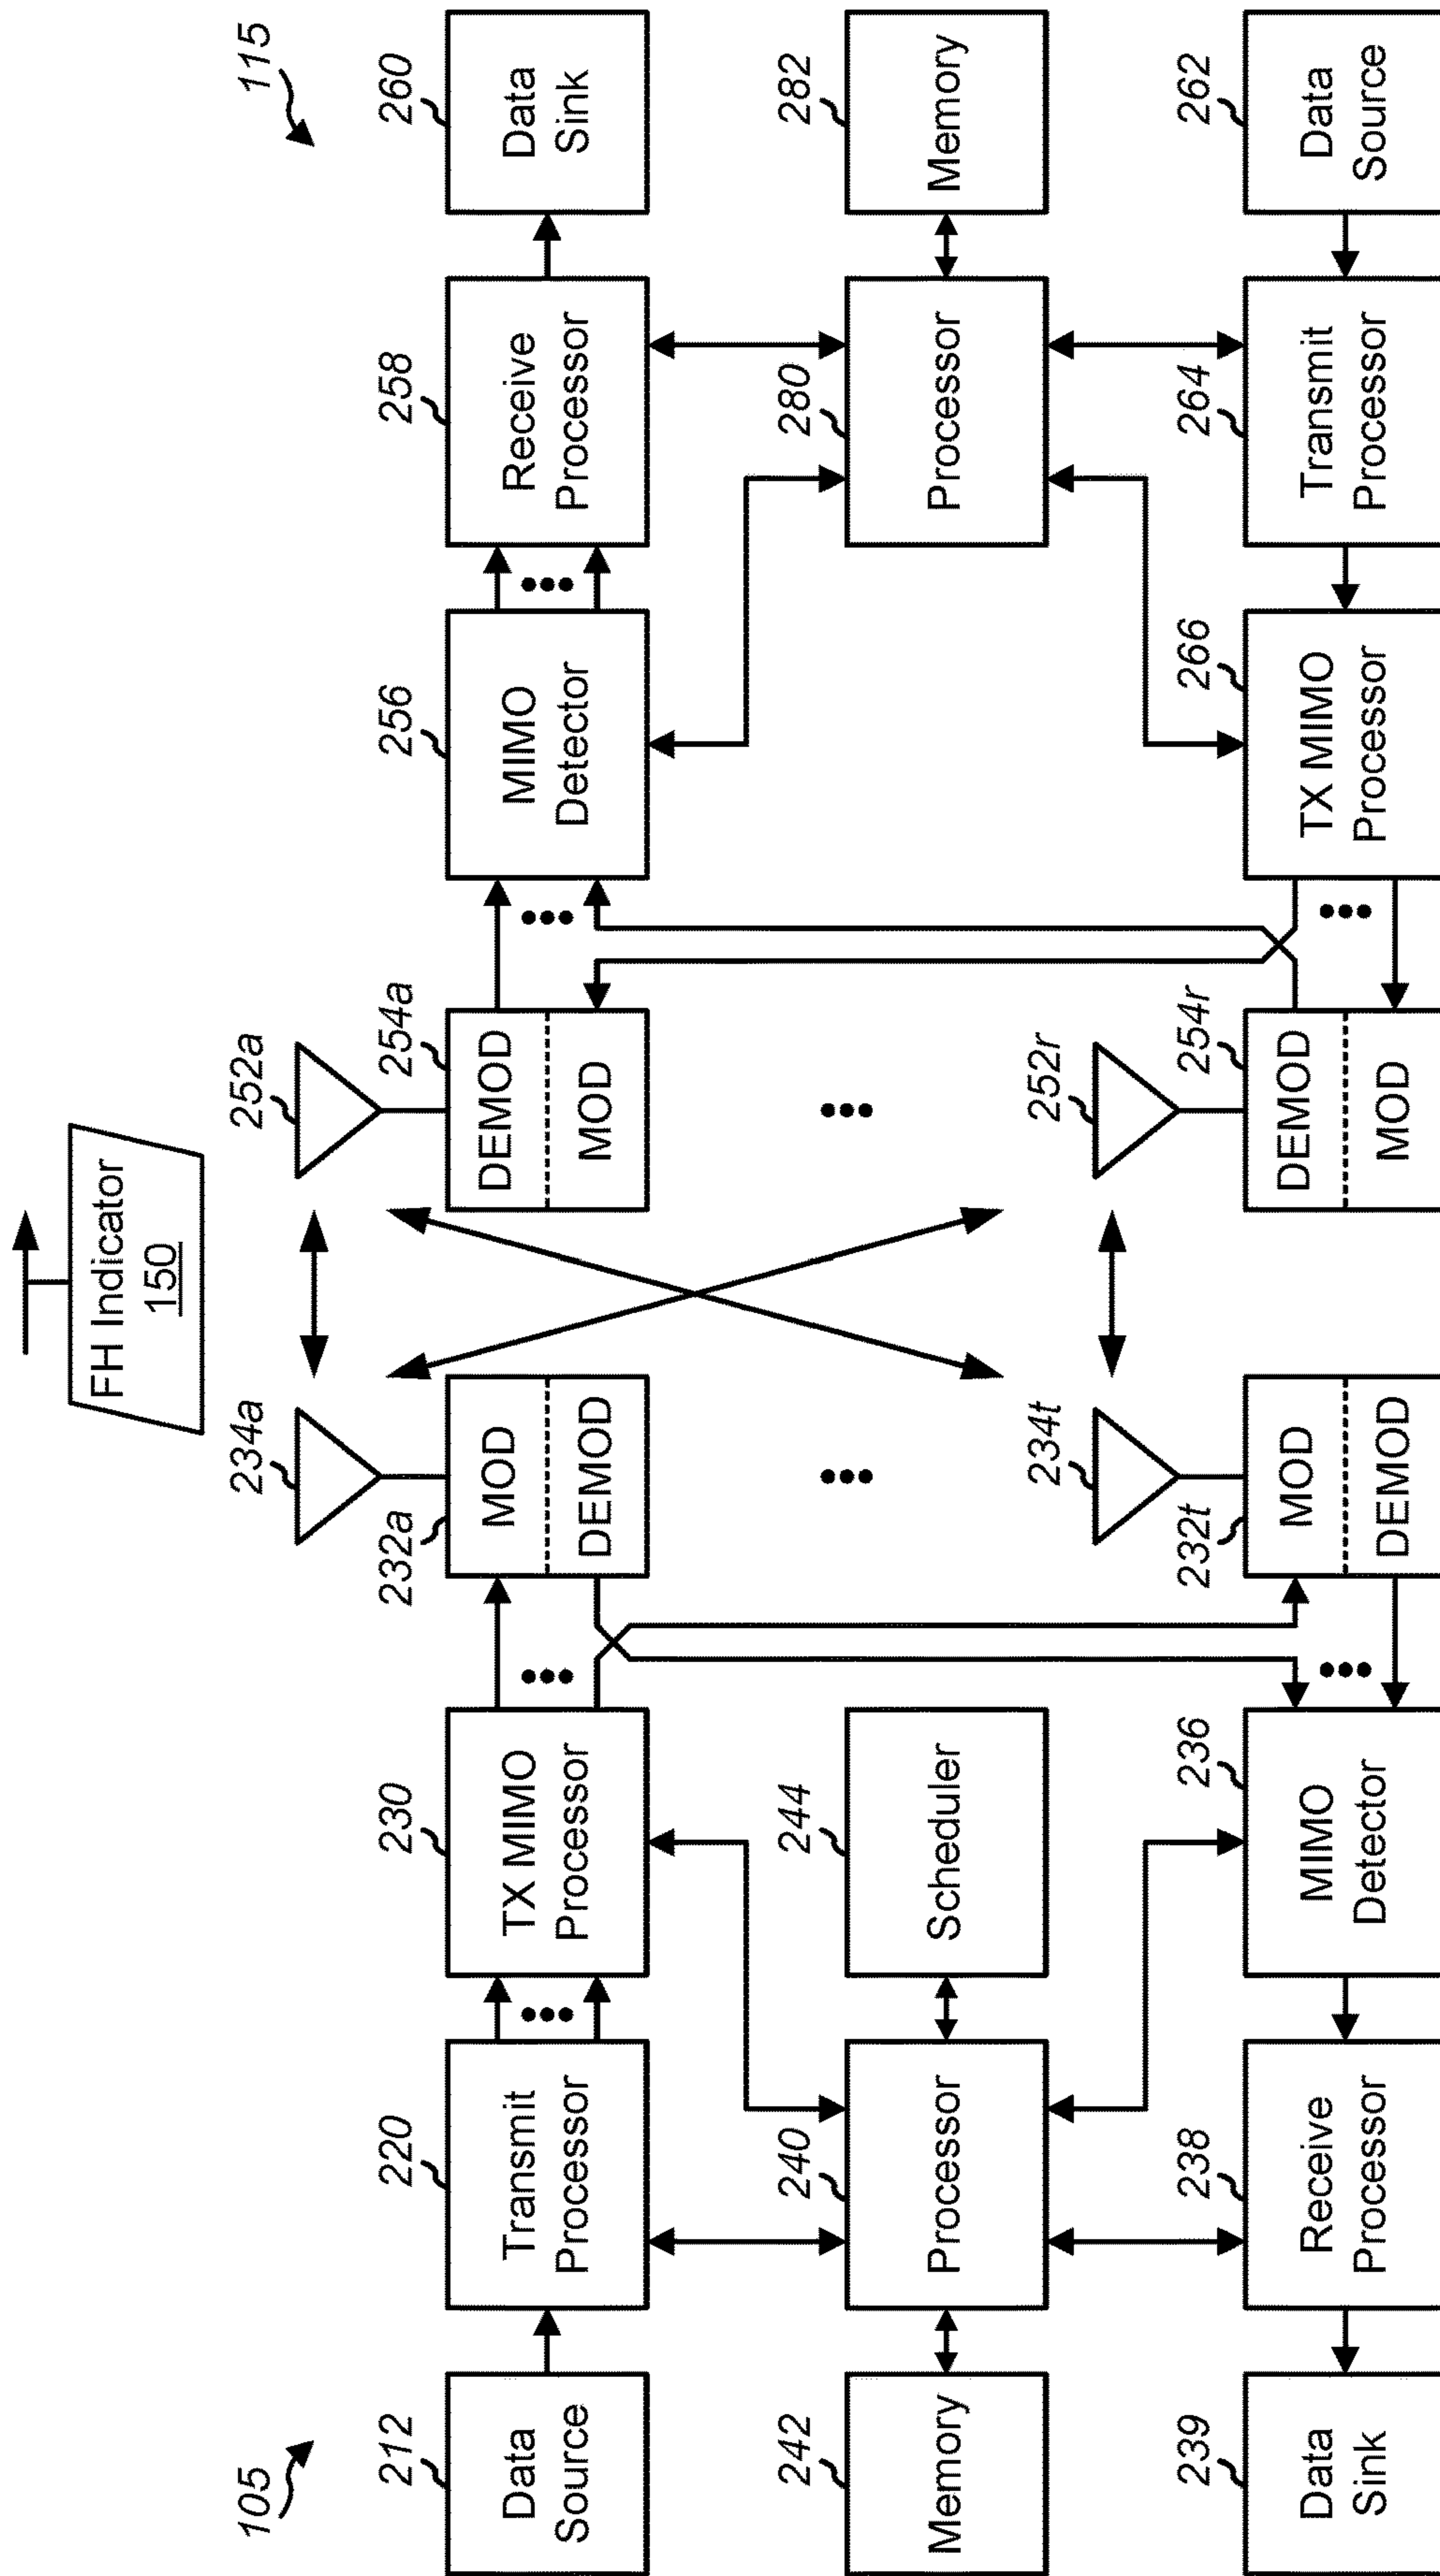 FH Indicator
150
105
115
212
Data
Source
220
Transmit
Processor
230
TX MIMO
Processor
232a
MOD
DEMOD
234a
252a
254a
DEMOD
MOD
256
MIMO
Detector
258
Receive
Processor
260
Data
Sink
242
Memory
240
Processor
244
Scheduler
280
Processor
282
Memory
239
Data
Sink
238
Receive
Processor
236
MIMO
Detector
232t
MOD
DEMOD
234t
252r
254r
DEMOD
MOD
266
TX MIMO
Processor
264
Transmit
Processor
262
Data
Source